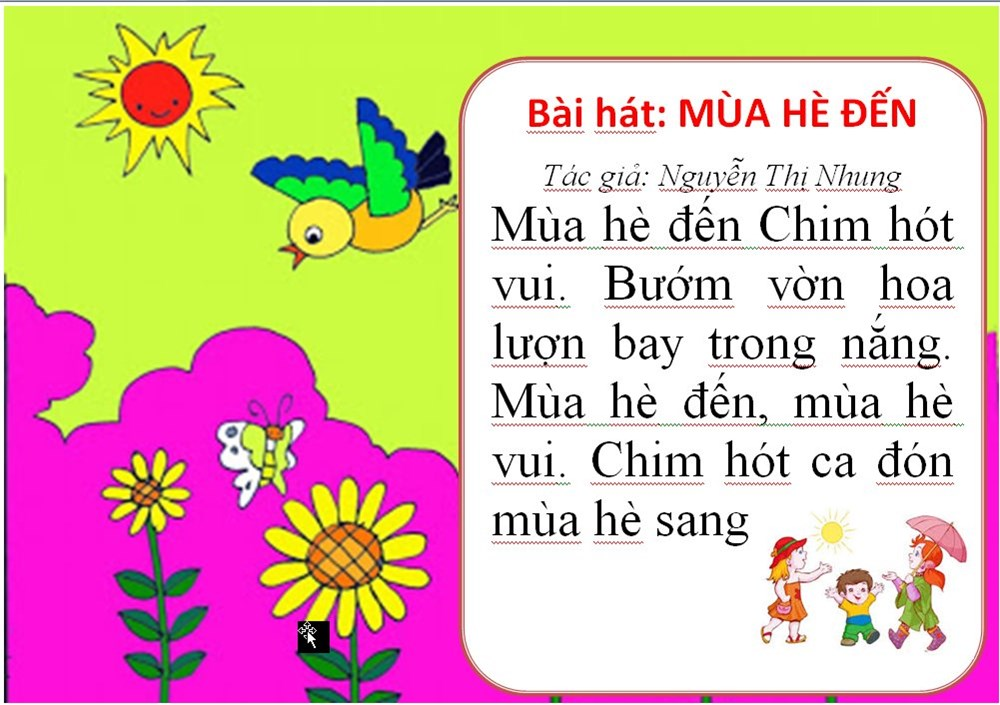 Bài hát: MÙA HÈ ĐẾN
Tác giả: Nguyễn Thị Nhung
Mùa hè đến Chim hót
vui. Bướm vờn hoa
lượn bay trong nắng.
Mùa hè đến, mùa hè
vui. Chim hót ca đón
mùa hè sang